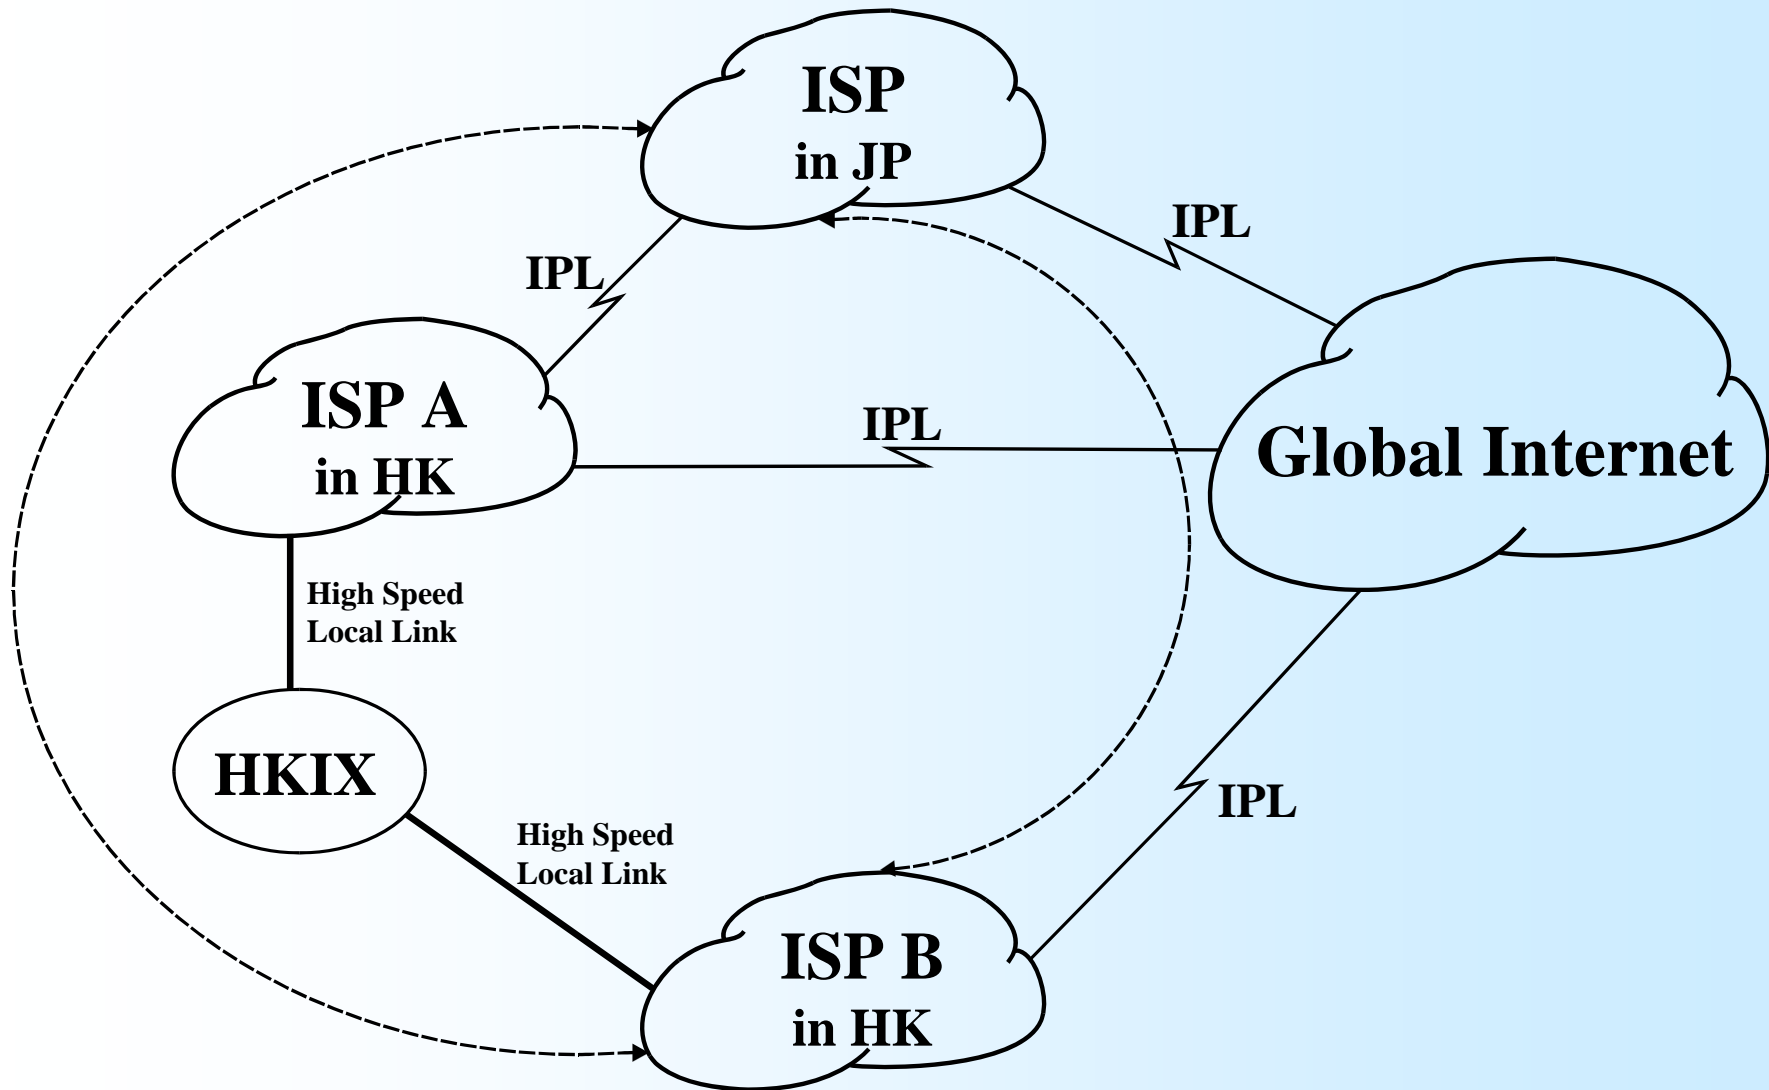 ISP
in JP
IPL
IPL
ISP A
in HK
IPL
Global Internet
High Speed
Local Link
HKIX
IPL
High Speed
Local Link
ISP B
in HK